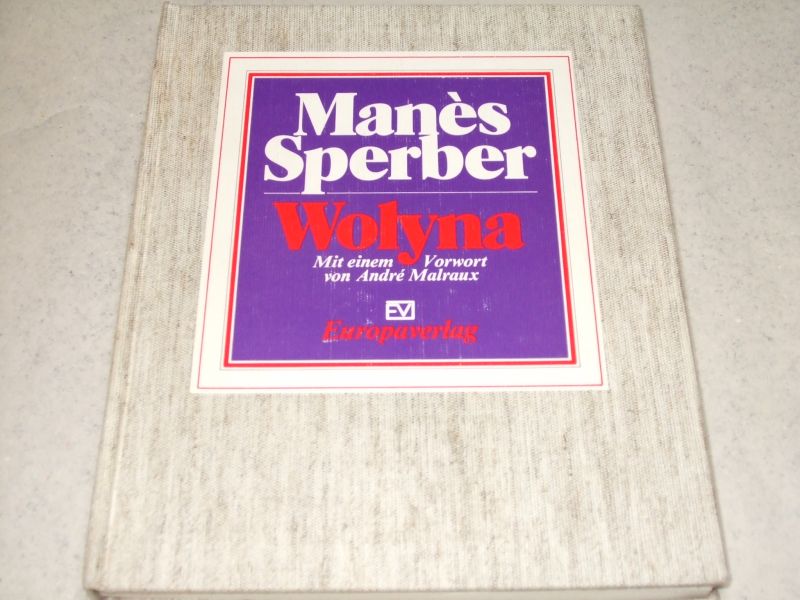 Manès
Sperber
Wolyna
Mit einem Vorwort
von André Malraux
EV
Europaverlag